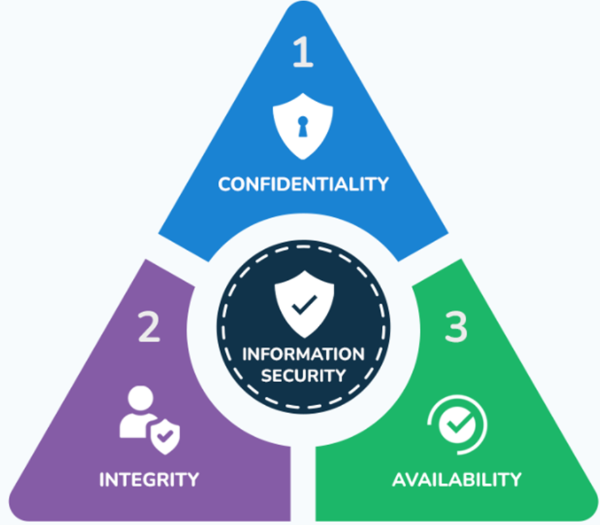 1
CONFIDENTIALITY
INFORMATION
SECURITY
2
INTEGRITY
3
AVAILABILITY